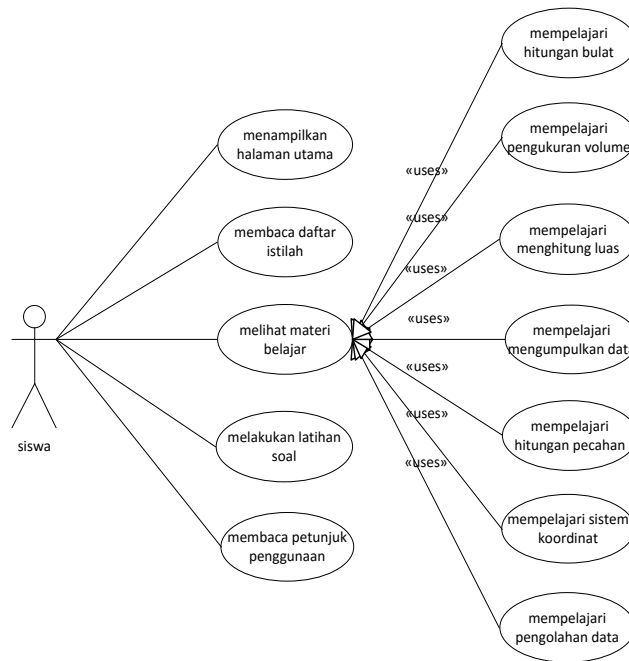 mempelajari
hitungan bulat
menampilkan
halaman utama
mempelajari
pengukuran volume
«uses»
«uses»
membaca daftar
istilah
mempelajari
menghitung luas
«uses»
melihat materi
belajar
«uses»
mempelajari
mengumpulkan data
«uses»
siswa
melakukan latihan
soal
«uses»
mempelajari
hitungan pecahan
«uses»
membaca petunjuk
penggunaan
mempelajari sistem
koordinat
mempelajari
pengolahan data